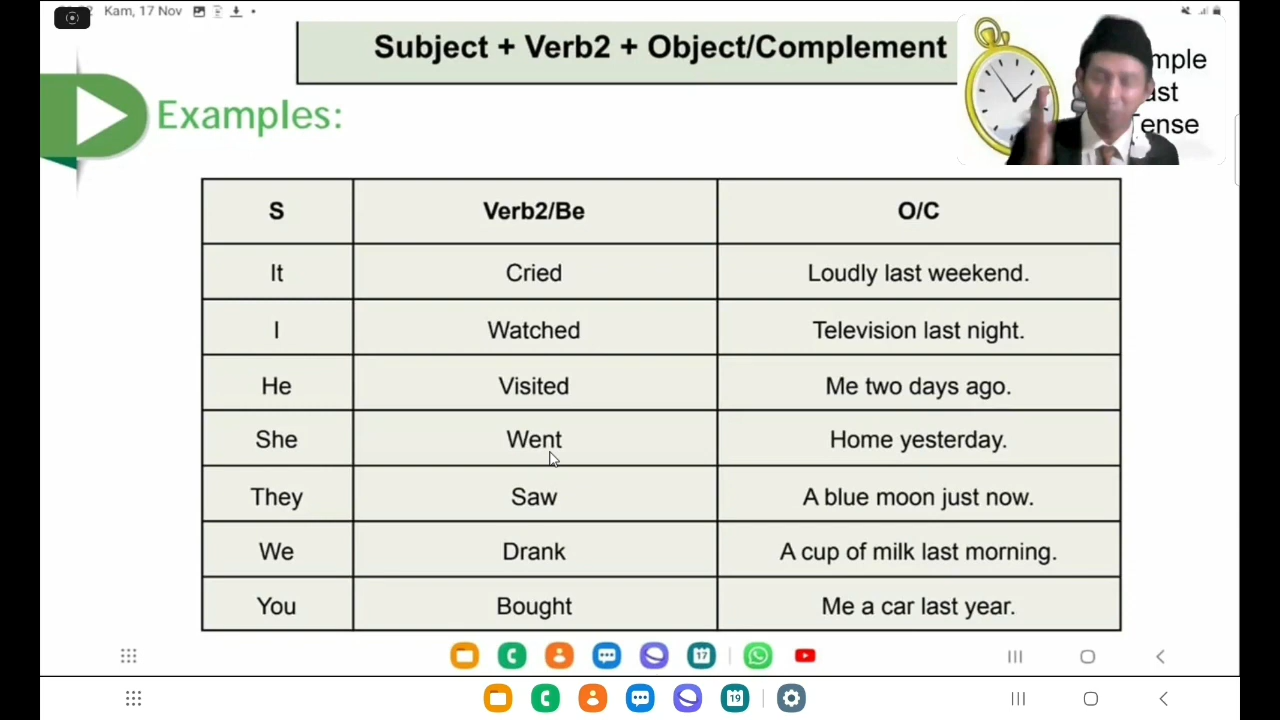 Kam, 17 Nov
Subject + Verb2 + Object/Complement
Examples:
Tense
S Verb2/Be O/C
It Cried Loudly last weekend.
I Watched Television last night.
He Visited Me two days ago.
She Went Home yesterday.
They Saw A blue moon just now.
We Drank A cup of milk last morning.
You Bought Me a car last year.
17
19